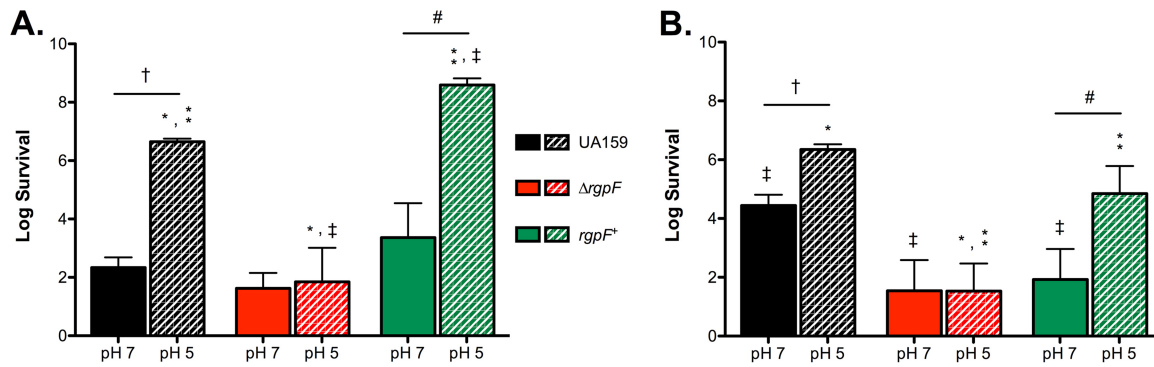 A.
Log Survival
10
8
6
4
2
0
†
*, **
*, ‡
#
**, ‡
pH 7
pH 5
pH 7
pH 5
pH 7
pH 5
UA159
ΔrgpF
rgpF+
B.
Log Survival
10
8
6
4
2
0
†
‡
*
‡
*, **
#
‡
**
pH 7
pH 5
pH 7
pH 5
pH 7
pH 5